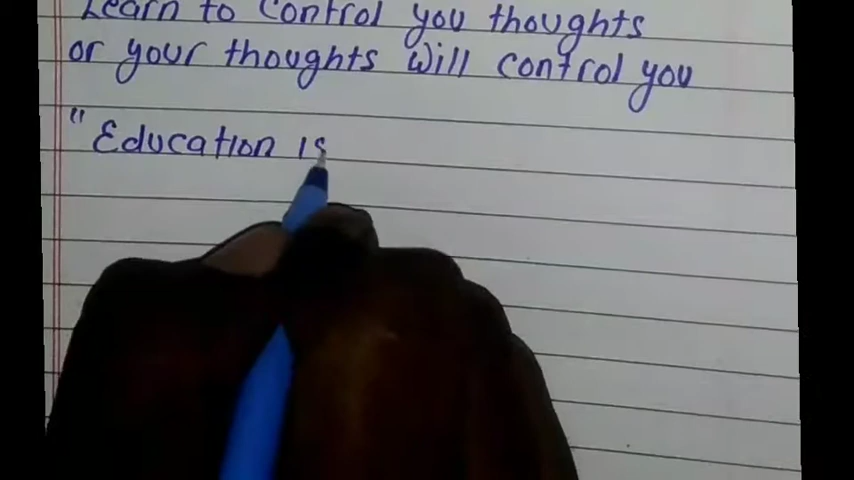 Learn to control you thoughts
or your thoughts will control you
"Education is